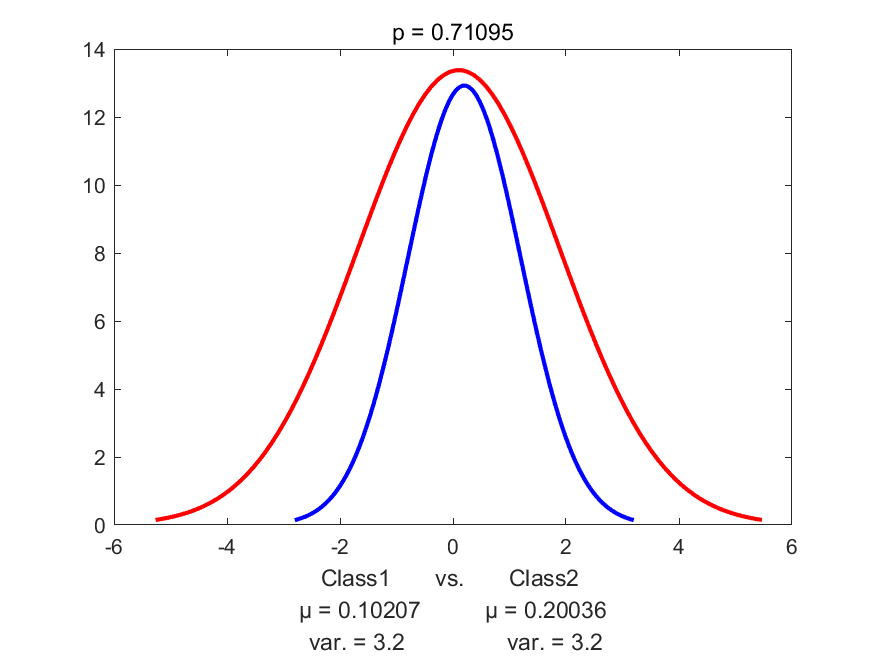 p = 0.71095
14
12
10
8
6
4
2
0
-6 -4 -2 0 2 4 6
Class1 vs. Class2
μ = 0.10207 μ = 0.20036
var. = 3.2 var. = 3.2